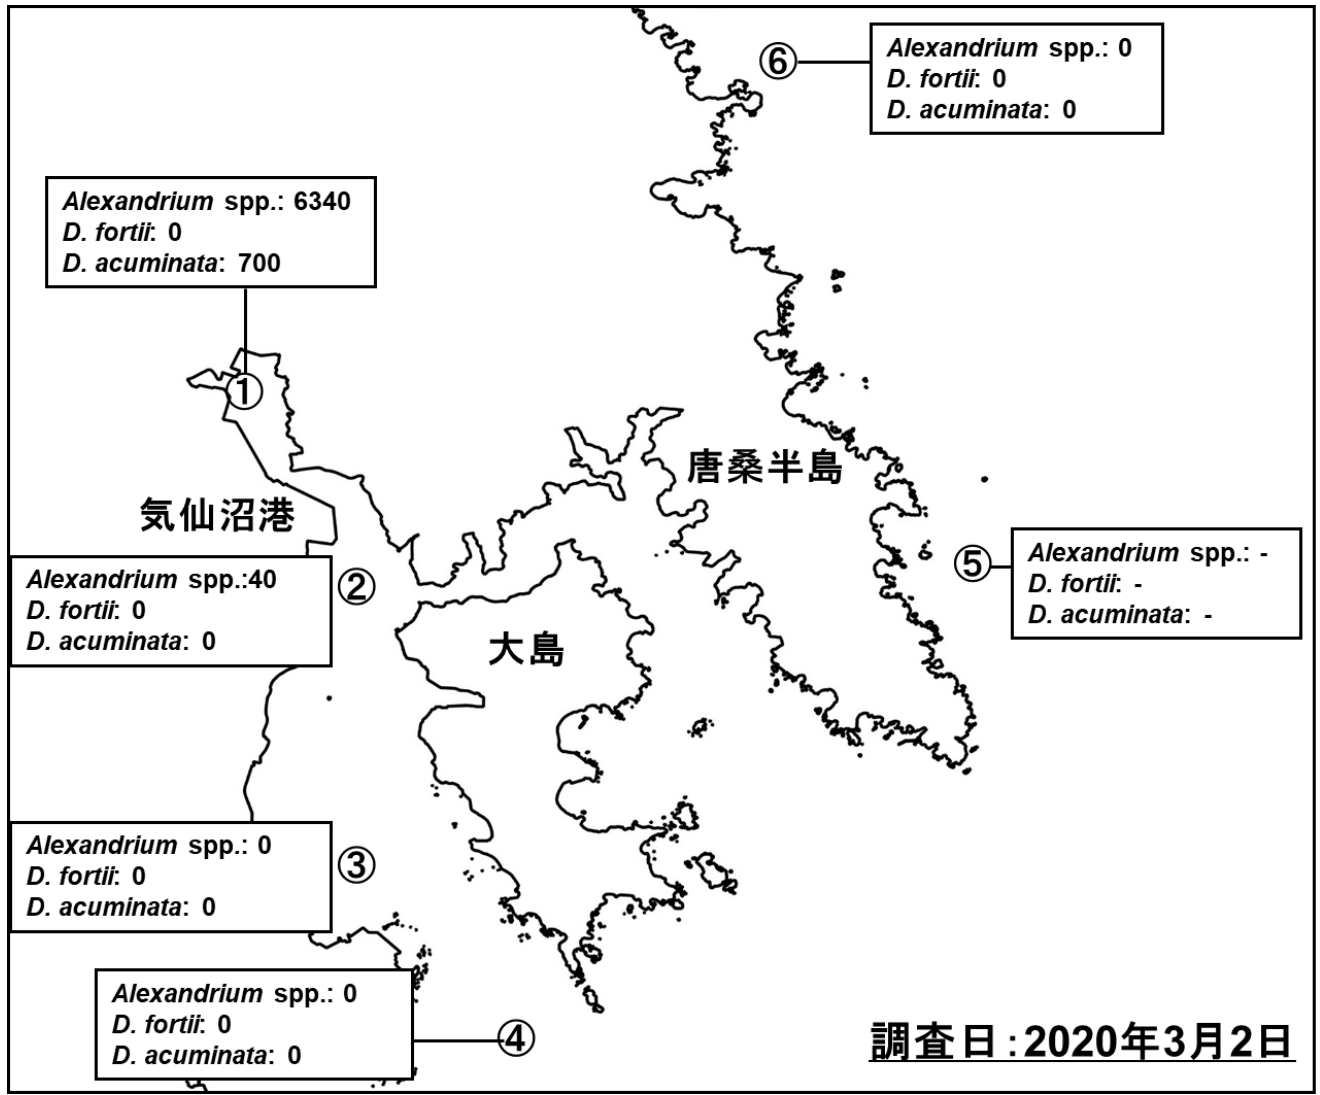 ⑥
Alexandrium spp.: 0
D. fortii: 0
D. acuminata: 0
Alexandrium spp.: 6340
D. fortii: 0
D. acuminata: 700
①
唐桑半島
気仙沼港
⑤
Alexandrium spp.: -
D. fortii: -
D. acuminata: -
Alexandrium spp.:40
D. fortii: 0
D. acuminata: 0
②
大島
Alexandrium spp.: 0
D. fortii: 0
D. acuminata: 0
③
Alexandrium spp.: 0
D. fortii: 0
D. acuminata: 0
④
調査日:2020年3月2日